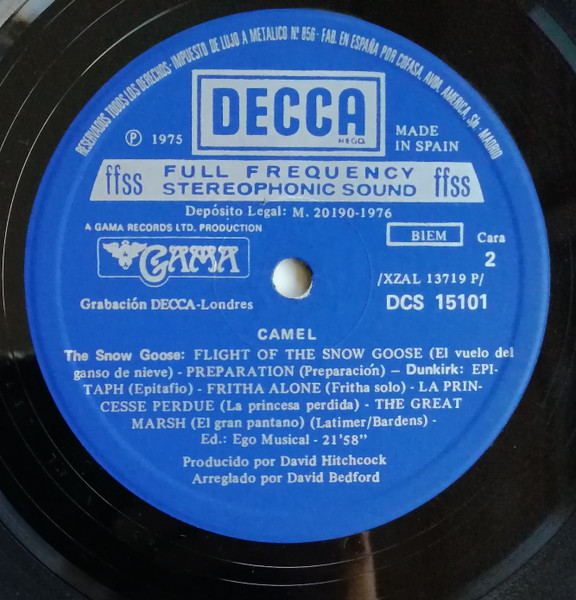 RESERVADOS TODOS LOS DERECHOS · IMPUESTO DE LUJO A METALICO Nº 856 · FAB. EN ESPAÑA POR COFASA. AVDA. AMERICA, S/n · MADRID
DECCA
REGD.
Ⓟ 1975
MADE
IN SPAIN
ffss FULL FREQUENCY ffss
STEREOPHONIC SOUND
Depósito Legal: M. 20190-1976
A GAMA RECORDS LTD. PRODUCTION
BIEM Cara
2
GAMA
/XZAL 13719 P/
Grabación DECCA-Londres
DCS 15101
CAMEL
The Snow Goose: FLIGHT OF THE SNOW GOOSE (El vuelo del
ganso de nieve) - PREPARATION (Preparación) – Dunkirk: EPI-
TAPH (Epitafio) - FRITHA ALONE (Fritha solo) - LA PRIN-
CESSE PERDUE (La princesa perdida) - THE GREAT
MARSH (El gran pantano) (Latimer/Bardens) -
Ed.: Ego Musical - 21'58"
Producido por David Hitchcock
Arreglado por David Bedford